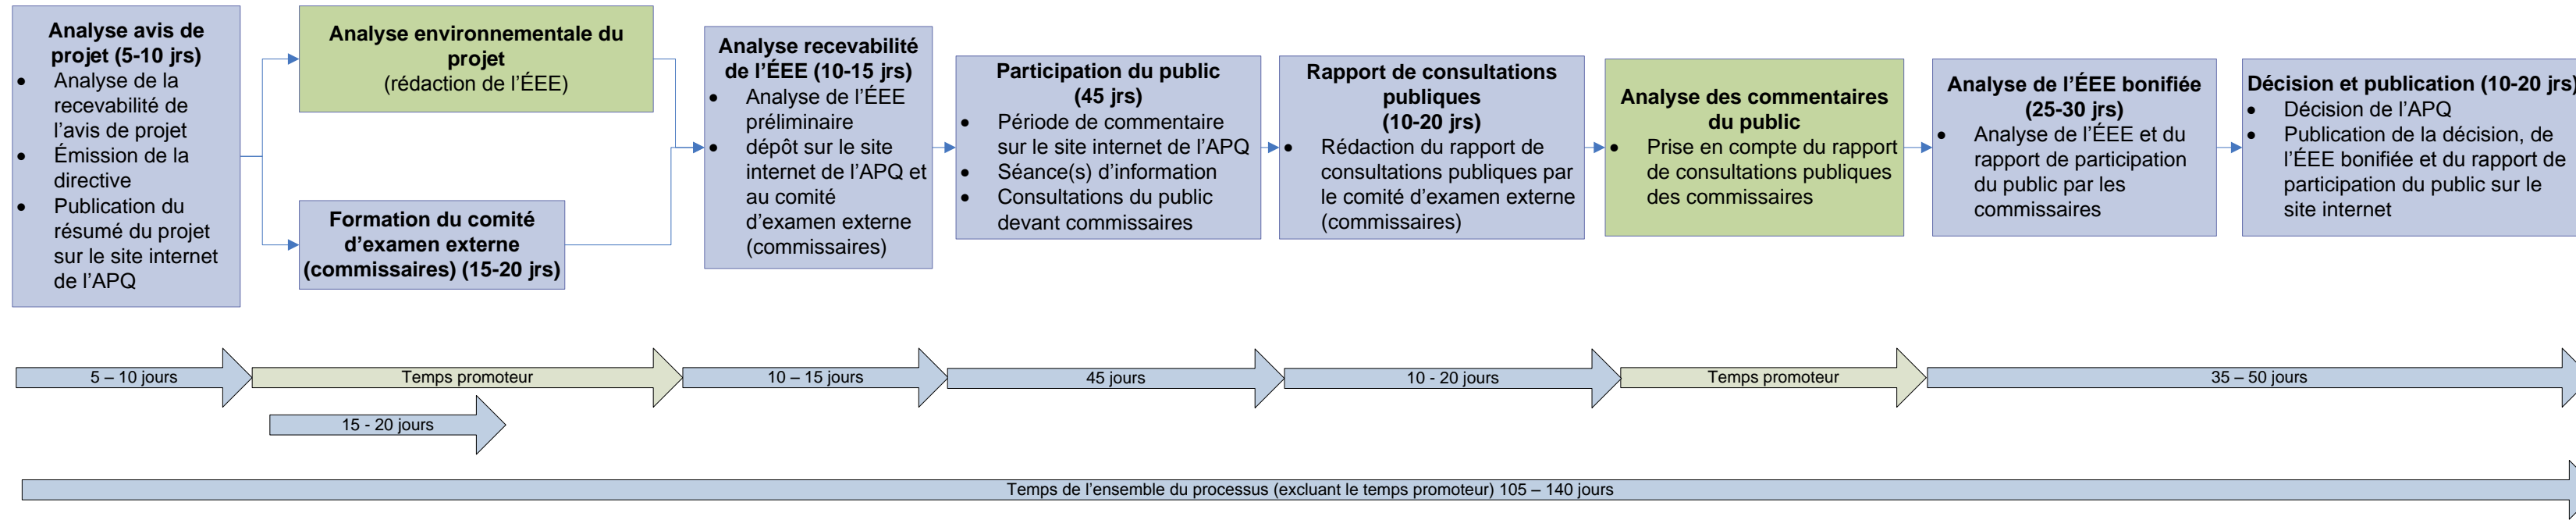 Analyse avis de
projet (5-10 jrs)
• Analyse de la
recevabilité de
l’avis de projet
• Émission de la
directive
• Publication du
résumé du projet
sur le site internet
de l’APQ
Analyse environnementale du
projet
(rédaction de l’ÉEE)
Formation du comité
d’examen externe
(commissaires) (15-20 jrs)
Analyse recevabilité
de l’ÉEE (10-15 jrs)
• Analyse de l’ÉEE
préliminaire
• dépôt sur le site
internet de l’APQ et
au comité
d’examen externe
(commissaires)
Participation du public
(45 jrs)
• Période de commentaire
sur le site internet de l’APQ
• Séance(s) d’information
• Consultations du public
devant commissaires
Rapport de consultations
publiques
(10-20 jrs)
• Rédaction du rapport de
consultations publiques par
le comité d’examen externe
(commissaires)
Analyse des commentaires
du public
• Prise en compte du rapport
de consultations publiques
des commissaires
Analyse de l’ÉEE bonifiée
(25-30 jrs)
• Analyse de l’ÉEE et du
rapport de participation
du public par les
commissaires
Décision et publication (10-20 jrs)
• Décision de l’APQ
• Publication de la décision, de
l’ÉEE bonifiée et du rapport de
participation du public sur le
site internet
5 – 10 jours
Temps promoteur
10 – 15 jours
45 jours
10 - 20 jours
Temps promoteur
35 – 50 jours
15 - 20 jours
Temps de l’ensemble du processus (excluant le temps promoteur) 105 – 140 jours